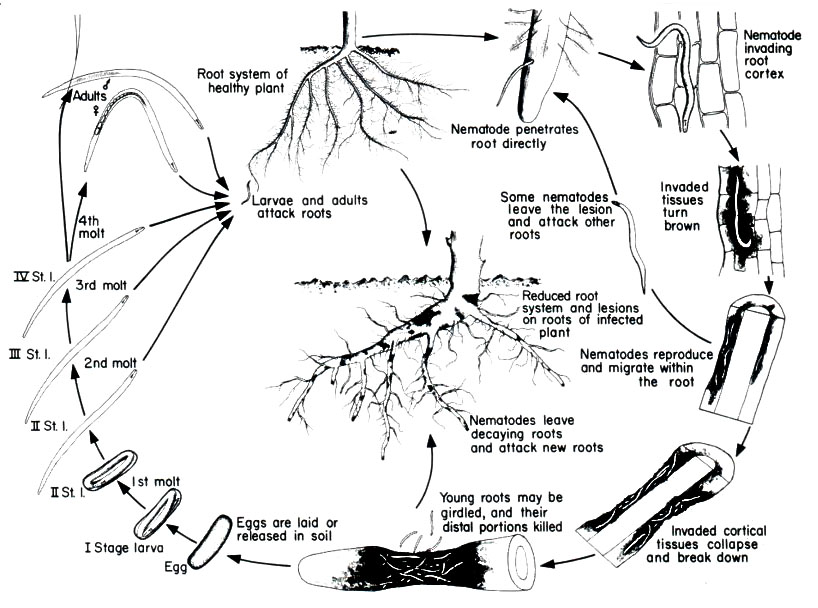 Root system of
healthy plant
Nematode penetrates
root directly
Nematode
invading
root
cortex
Invaded
tissues
turn
brown
Some nematodes
leave the lesion
and attack other
roots
Nematodes reproduce
and migrate within
the root
Invaded cortical
tissues collapse
and break down
Young roots may be
girdled, and their
distal portions killed
Nematodes leave
decaying roots
and attack new roots
Reduced root
system and lesions
on roots of infected
plant
Eggs are laid or
released in soil
Egg
I Stage larva
1st molt
II St. l.
II St. l.
2nd molt
III St. l.
3rd molt
IV St. l.
4th
molt
Adults ♂
♀
Larvae and adults
attack roots